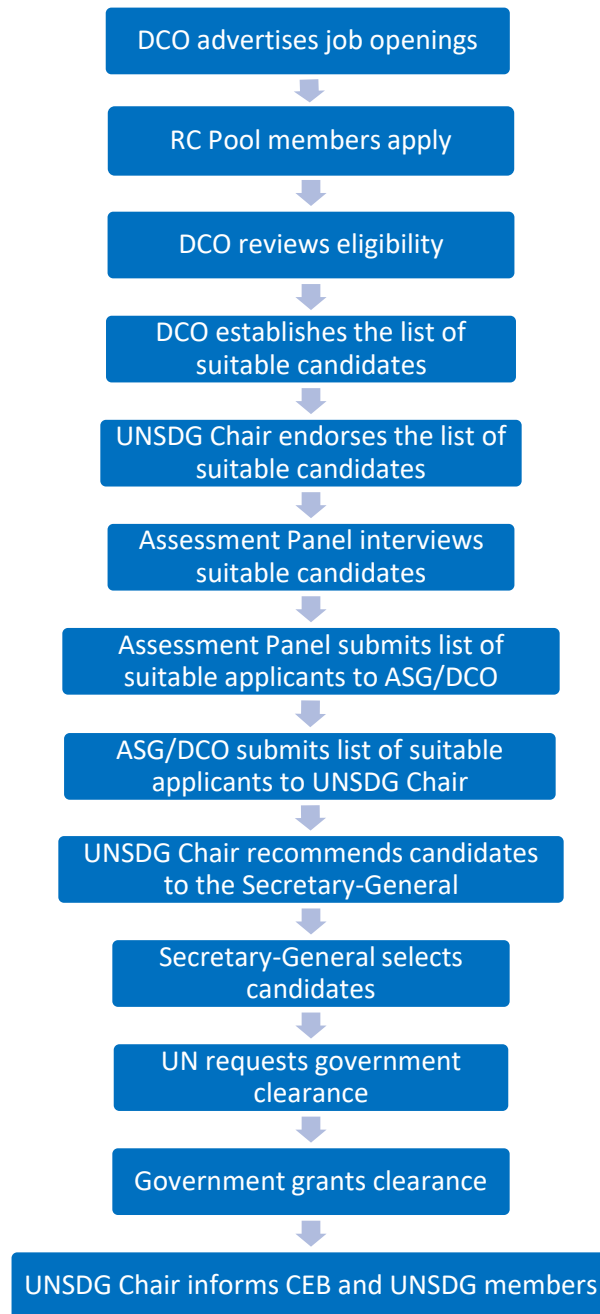 DCO advertises job openings
RC Pool members apply
DCO reviews eligibility
DCO establishes the list of
suitable candidates
UNSDG Chair endorses the list of
suitable candidates
Assessment Panel interviews
suitable candidates
Assessment Panel submits list of
suitable applicants to ASG/DCO
ASG/DCO submits list of suitable
applicants to UNSDG Chair
UNSDG Chair recommends candidates
to the Secretary-General
Secretary-General selects
candidates
UN requests government
clearance
Government grants clearance
UNSDG Chair informs CEB and UNSDG members